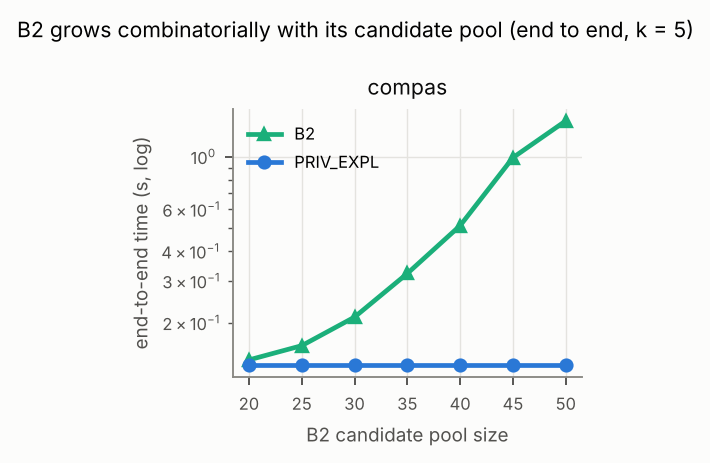 B2 grows combinatorially with its candidate pool (end to end, k = 5)
compas
B2
PRIV_EXPL
end-to-end time (s, log)
10⁰
6 × 10⁻¹
4 × 10⁻¹
3 × 10⁻¹
2 × 10⁻¹
20 25 30 35 40 45 50
B2 candidate pool size